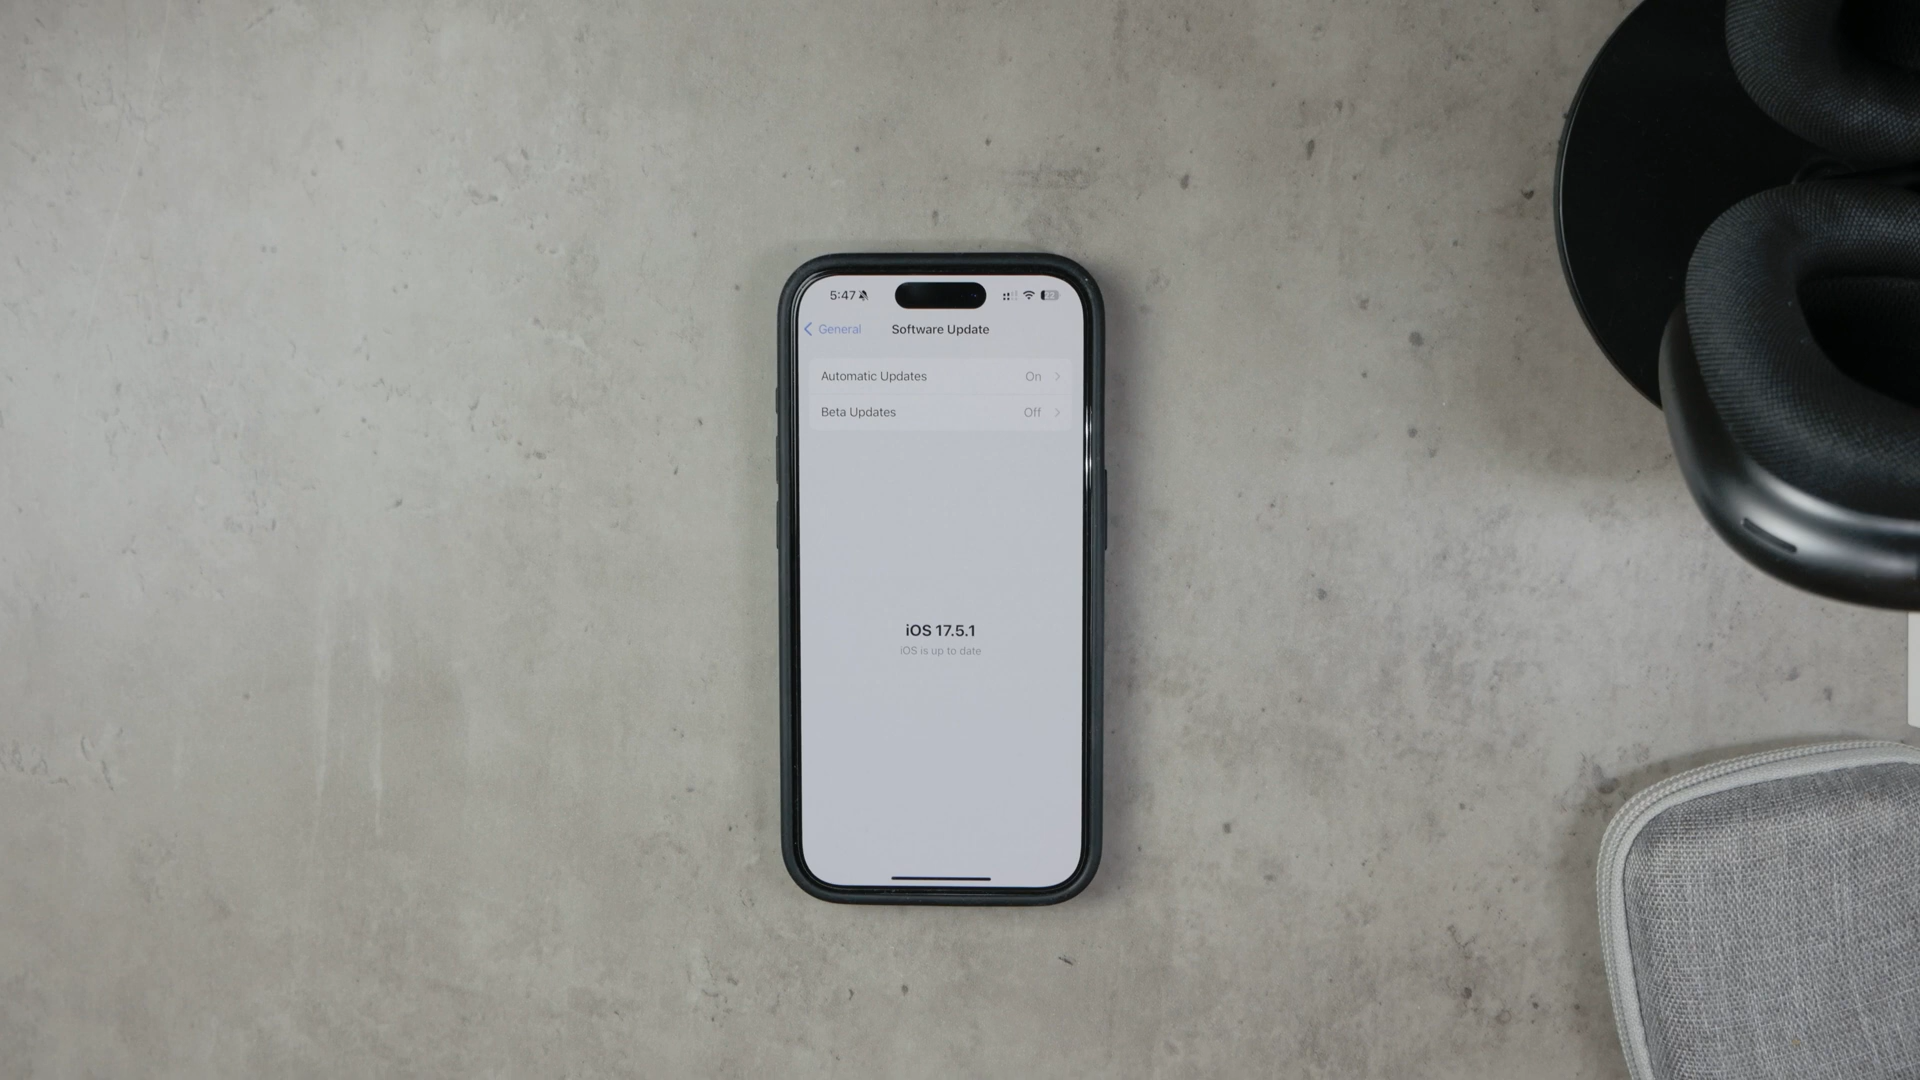 5:47
General
Software Update
Automatic Updates On
Beta Updates Off
iOS 17.5.1
iOS is up to date